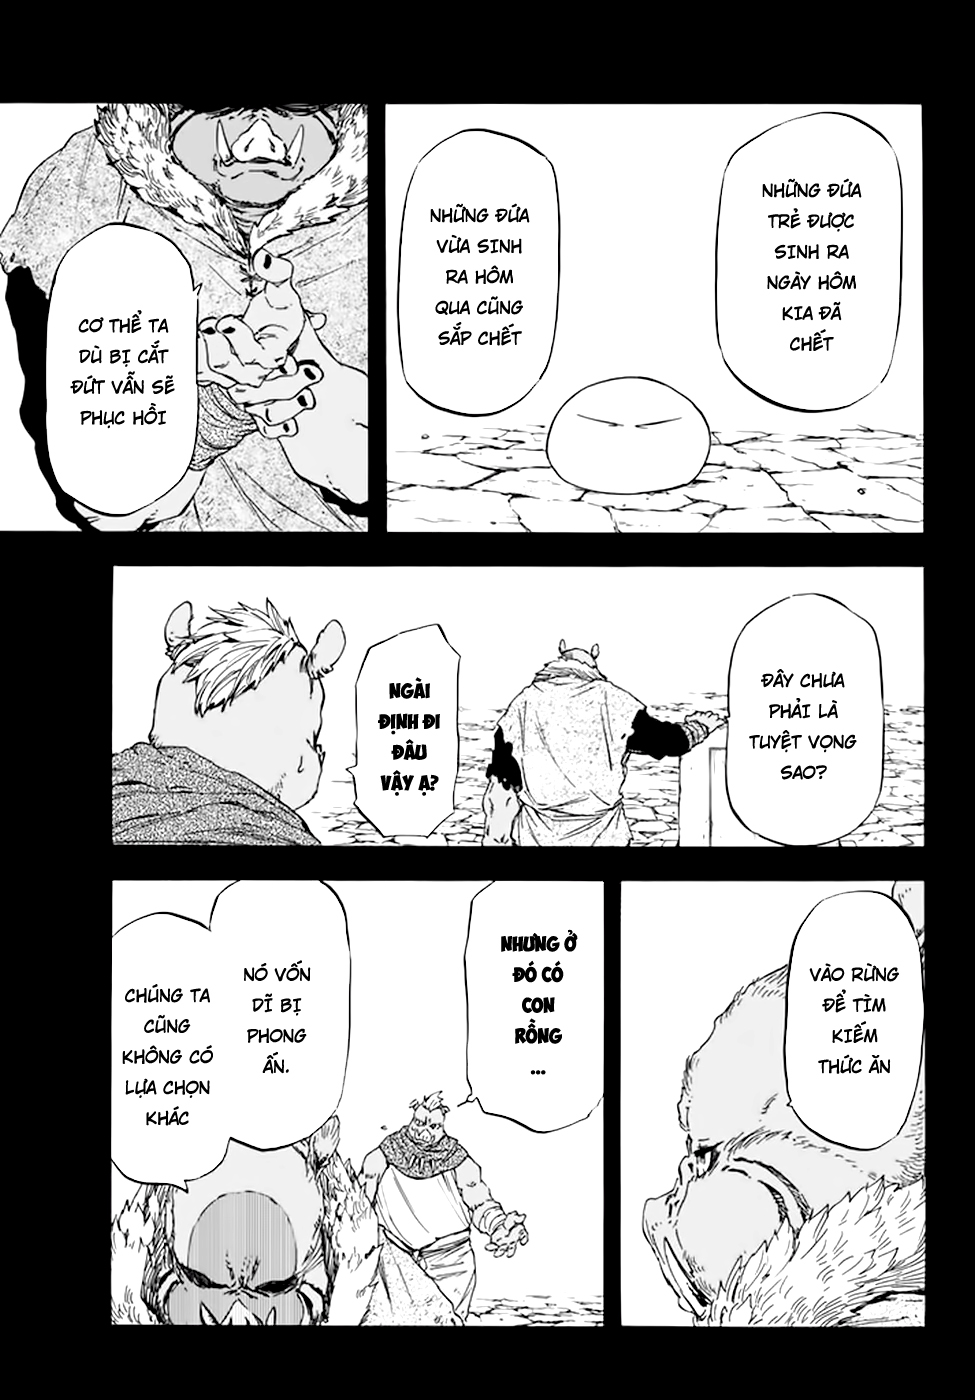 NHỮNG ĐỨA
TRẺ ĐƯỢC
SINH RA
NGÀY HÔM
KIA ĐÃ
CHẾT
NHỮNG ĐỨA
VỪA SINH
RA HÔM
QUA CŨNG
SẮP CHẾT
CƠ THỂ TA
DÙ BỊ CẮT
ĐỨT VẪN SẼ
PHỤC HỒI
ĐÂY CHƯA
PHẢI LÀ
TUYỆT VỌNG
SAO?
NGÀI
ĐỊNH ĐI
ĐÂU
VẬY Ạ?
VÀO RỪNG
ĐỂ TÌM
KIẾM
THỨC ĂN
NHƯNG Ở
ĐÓ CÓ
CON
RỒNG
...
NÓ VỐN
DĨ BỊ
PHONG
ẤN.
CHÚNG TA
CŨNG
KHÔNG CÓ
LỰA CHỌN
KHÁC